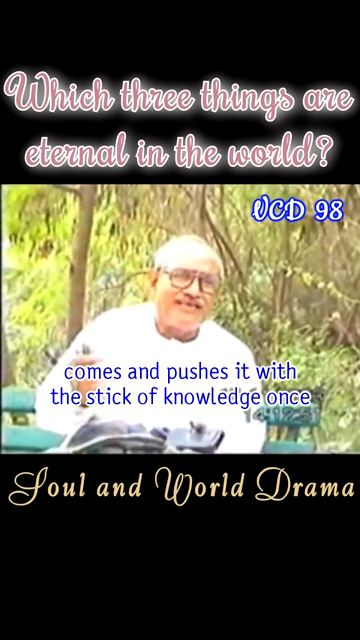 Which three things are
eternal in the world?
VCD 98
comes and pushes it with
the stick of knowledge once
Soul and World Drama